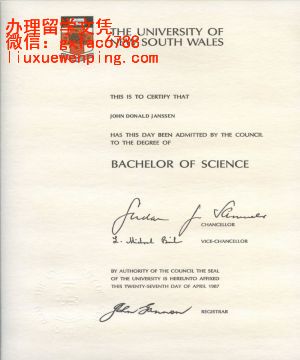 办理留学文凭
微信：gkfac6788
liuxuewenping.com
THE UNIVERSITY OF
NEW SOUTH WALES
THIS IS TO CERTIFY THAT
JOHN DONALD JANSSEN
HAS THIS DAY BEEN ADMITTED BY THE COUNCIL
TO THE DEGREE OF
BACHELOR OF SCIENCE
CHANCELLOR
VICE-CHANCELLOR
BY AUTHORITY OF THE COUNCIL THE SEAL
OF THE UNIVERSITY IS HEREUNTO AFFIXED
THIS TWENTY-SEVENTH DAY OF APRIL 1987
REGISTRAR